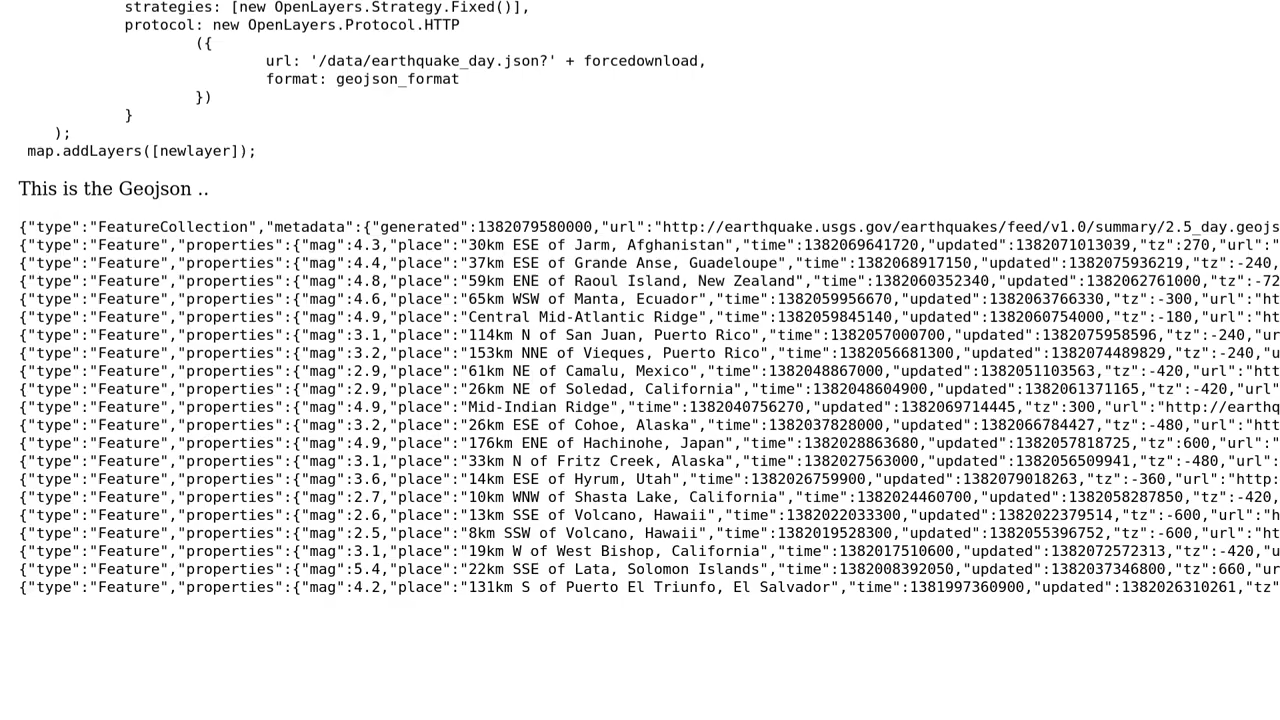 strategies: [new OpenLayers.Strategy.Fixed()],
protocol: new OpenLayers.Protocol.HTTP
({
url: '/data/earthquake_day.json?' + forcedownload,
format: geojson_format
})
}
);
map.addLayers([newlayer]);
This is the Geojson ..
{"type":"FeatureCollection","metadata":{"generated":1382079580000,"url":"http://earthquake.usgs.gov/earthquakes/feed/v1.0/summary/2.5_day.geojs
{"type":"Feature","properties":{"mag":4.3,"place":"30km ESE of Jarm, Afghanistan","time":1382069641720,"updated":1382071013039,"tz":270,"url":"
{"type":"Feature","properties":{"mag":4.4,"place":"37km ESE of Grande Anse, Guadeloupe","time":1382068917150,"updated":1382075936219,"tz":-240,
{"type":"Feature","properties":{"mag":4.8,"place":"59km ENE of Raoul Island, New Zealand","time":1382060352340,"updated":1382062761000,"tz":-72
{"type":"Feature","properties":{"mag":4.6,"place":"65km WSW of Manta, Ecuador","time":1382059956670,"updated":1382063766330,"tz":-300,"url":"ht
{"type":"Feature","properties":{"mag":4.9,"place":"Central Mid-Atlantic Ridge","time":1382059845140,"updated":1382060754000,"tz":-180,"url":"ht
{"type":"Feature","properties":{"mag":3.1,"place":"114km N of San Juan, Puerto Rico","time":1382057000700,"updated":1382075958596,"tz":-240,"ur
{"type":"Feature","properties":{"mag":3.2,"place":"153km NNE of Vieques, Puerto Rico","time":1382056681300,"updated":1382074489829,"tz":-240,"u
{"type":"Feature","properties":{"mag":2.9,"place":"61km NE of Camalu, Mexico","time":1382048867000,"updated":1382051103563,"tz":-420,"url":"htt
{"type":"Feature","properties":{"mag":2.9,"place":"26km NE of Soledad, California","time":1382048604900,"updated":1382061371165,"tz":-420,"url"
{"type":"Feature","properties":{"mag":4.9,"place":"Mid-Indian Ridge","time":1382040756270,"updated":1382069714445,"tz":300,"url":"http://earthq
{"type":"Feature","properties":{"mag":3.2,"place":"26km ESE of Cohoe, Alaska","time":1382037828000,"updated":1382066784427,"tz":-480,"url":"htt
{"type":"Feature","properties":{"mag":4.9,"place":"176km ENE of Hachinohe, Japan","time":1382028863680,"updated":1382057818725,"tz":600,"url":"
{"type":"Feature","properties":{"mag":3.1,"place":"33km N of Fritz Creek, Alaska","time":1382027563000,"updated":1382056509941,"tz":-480,"url":
{"type":"Feature","properties":{"mag":3.6,"place":"14km ESE of Hyrum, Utah","time":1382026759900,"updated":1382079018263,"tz":-360,"url":"http:
{"type":"Feature","properties":{"mag":2.7,"place":"10km WNW of Shasta Lake, California","time":1382024460700,"updated":1382058287850,"tz":-420,
{"type":"Feature","properties":{"mag":2.6,"place":"13km SSE of Volcano, Hawaii","time":1382022033300,"updated":1382022379514,"tz":-600,"url":"h
{"type":"Feature","properties":{"mag":2.5,"place":"8km SSW of Volcano, Hawaii","time":1382019528300,"updated":1382055396752,"tz":-600,"url":"ht
{"type":"Feature","properties":{"mag":3.1,"place":"19km W of West Bishop, California","time":1382017510600,"updated":1382072572313,"tz":-420,"u
{"type":"Feature","properties":{"mag":5.4,"place":"22km SSE of Lata, Solomon Islands","time":1382008392050,"updated":1382037346800,"tz":660,"ur
{"type":"Feature","properties":{"mag":4.2,"place":"131km S of Puerto El Triunfo, El Salvador","time":1381997360900,"updated":1382026310261,"tz"